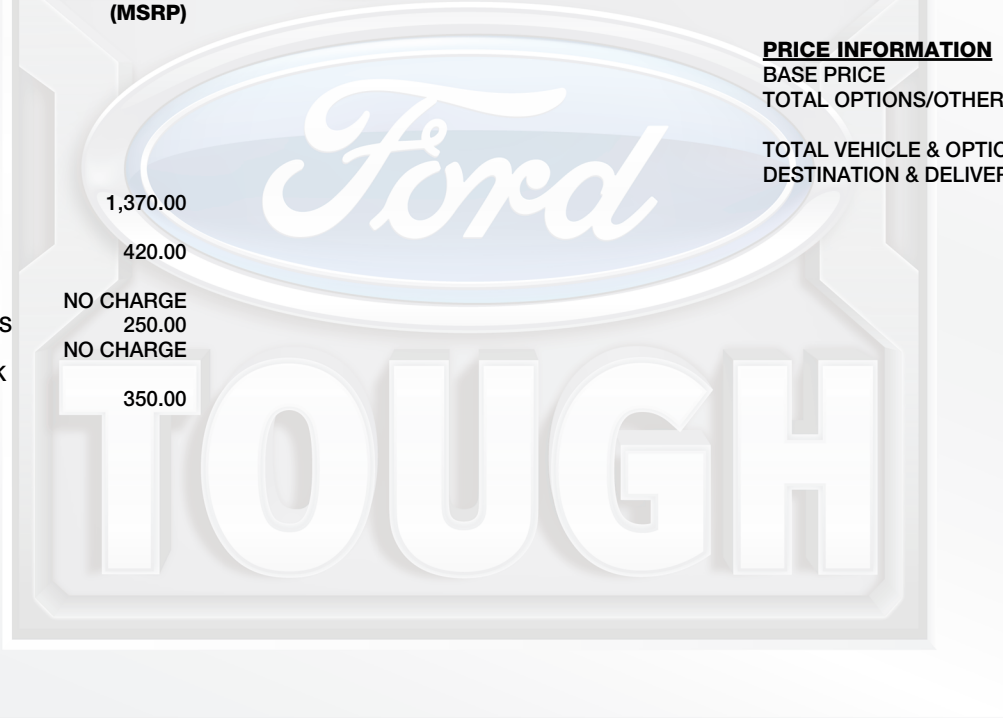 (MSRP)
1,370.00
420.00
NO CHARGE
S 250.00
NO CHARGE
K
350.00
PRICE INFORMATION
BASE PRICE
TOTAL OPTIONS/OTHER
TOTAL VEHICLE & OPTIO
DESTINATION & DELIVER
Ford
TOUGH